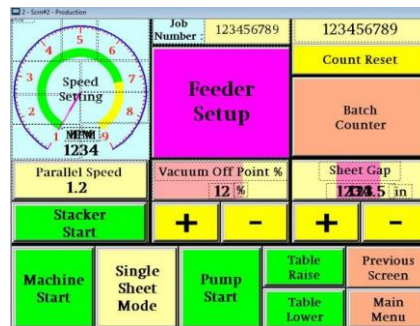 2 - Scrn#2 - Production
Job
Number :
123456789
123456789
Count Reset
5
4
6
3
7
2
8
1
9
Speed
Setting
1234
Feeder
Setup
Batch
Counter
Parallel Speed
1.2
Vacuum Off Point %
12 %
Sheet Gap
in
Stacker
Start
+ - + -
Machine
Start
Single
Sheet
Mode
Pump
Start
Table
Raise
Previous
Screen
Table
Lower
Main
Menu